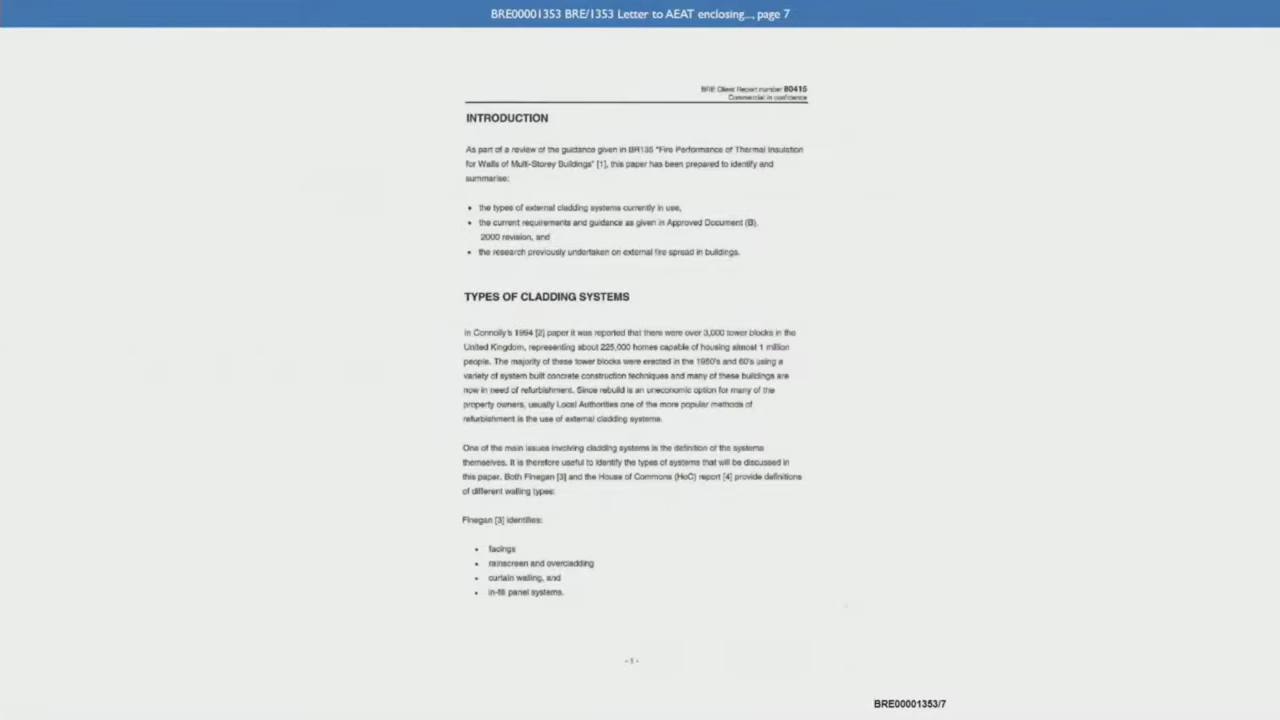 BRE00001353 BRE/1353 Letter to AEAT enclosing..., page 7
BRE Client Report number 80415
Commercial in confidence
INTRODUCTION
As part of a review of the guidance given in BR135 "Fire Performance of Thermal Insulation
for Walls of Multi-Storey Buildings" [1], this paper has been prepared to identify and
summarise:
• the types of external cladding systems currently in use,
• the current requirements and guidance as given in Approved Document (B),
2000 revision, and
• the research previously undertaken on external fire spread in buildings.
TYPES OF CLADDING SYSTEMS
In Connolly's 1994 [2] paper it was reported that there were over 3,000 tower blocks in the
United Kingdom, representing about 225,000 homes capable of housing almost 1 million
people. The majority of these tower blocks were erected in the 1950's and 60's using a
variety of system built concrete construction techniques and many of these buildings are
now in need of refurbishment. Since rebuild is an uneconomic option for many of the
property owners, usually Local Authorities one of the more popular methods of
refurbishment is the use of external cladding systems.
One of the main issues involving cladding systems is the definition of the systems
themselves. It is therefore useful to identify the types of systems that will be discussed in
this paper. Both Finegan [3] and the House of Commons (HoC) report [4] provide definitions
of different walling types:
Finegan [3] identifies:
• facings
• rainscreen and overcladding
• curtain walling, and
• in-fill panel systems.
- 1 -
BRE00001353/7